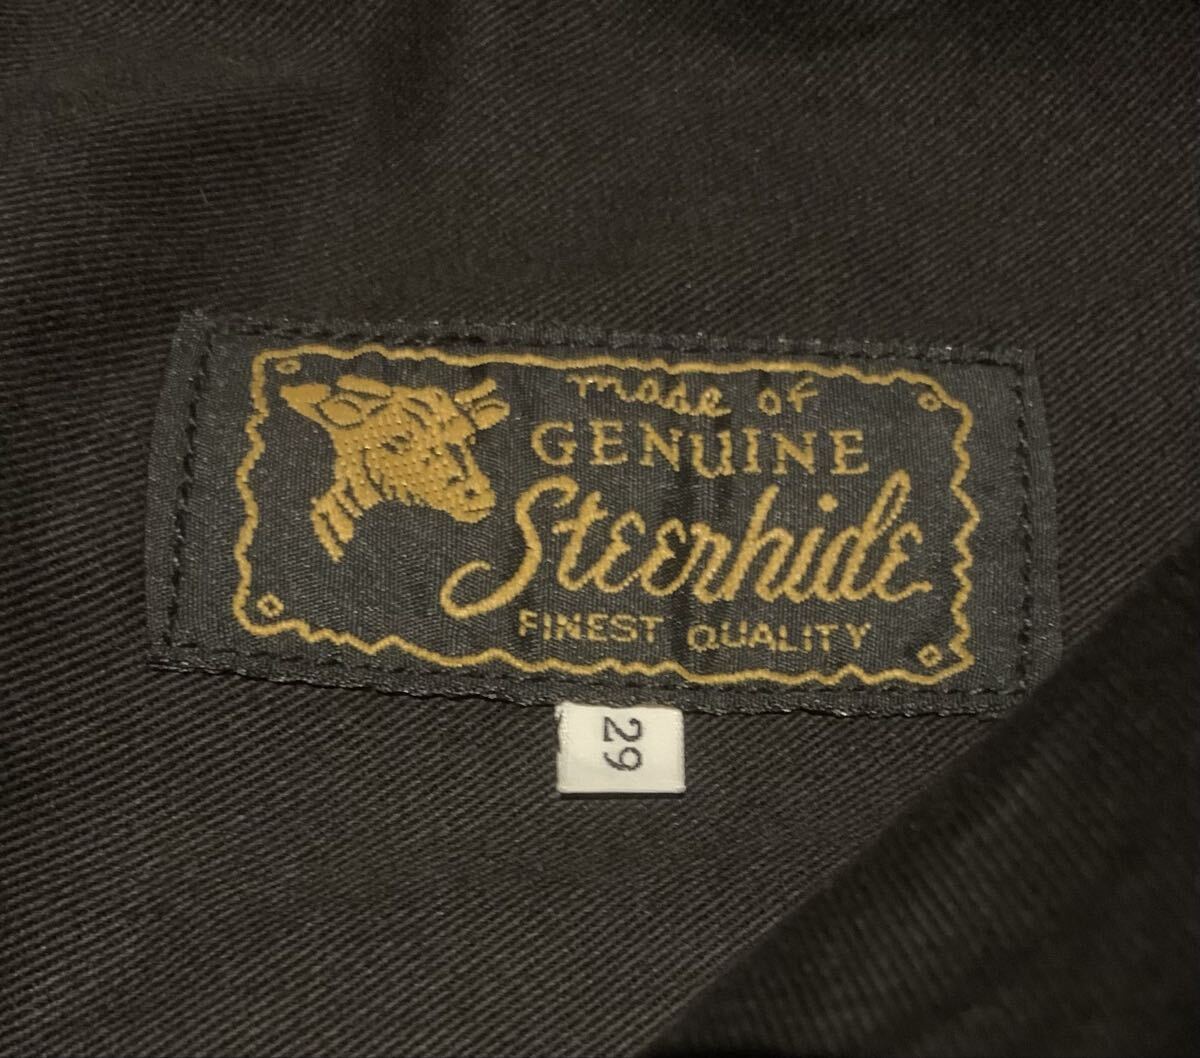 made of
GENUINE
Steerhide
FINEST QUALITY
29